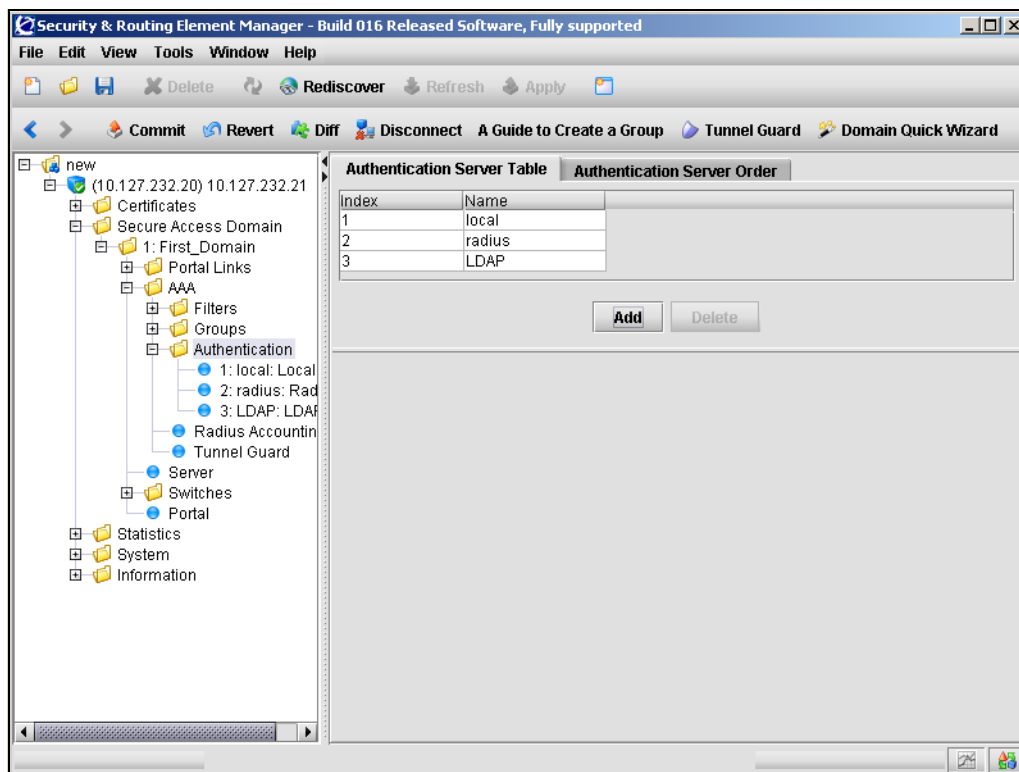 Security & Routing Element Manager - Build 016 Released Software, Fully supported
File Edit View Tools Window Help
Delete Rediscover Refresh Apply
Commit Revert Diff Disconnect A Guide to Create a Group Tunnel Guard Domain Quick Wizard
new
(10.127.232.20) 10.127.232.21
Certificates
Secure Access Domain
1: First_Domain
Portal Links
AAA
Filters
Groups
Authentication
1: local: Local
2: radius: Rad
3: LDAP: LDAP
Radius Accountin
Tunnel Guard
Server
Switches
Portal
Statistics
System
Information
Authentication Server Table Authentication Server Order
Index Name
1 local
2 radius
3 LDAP
Add Delete